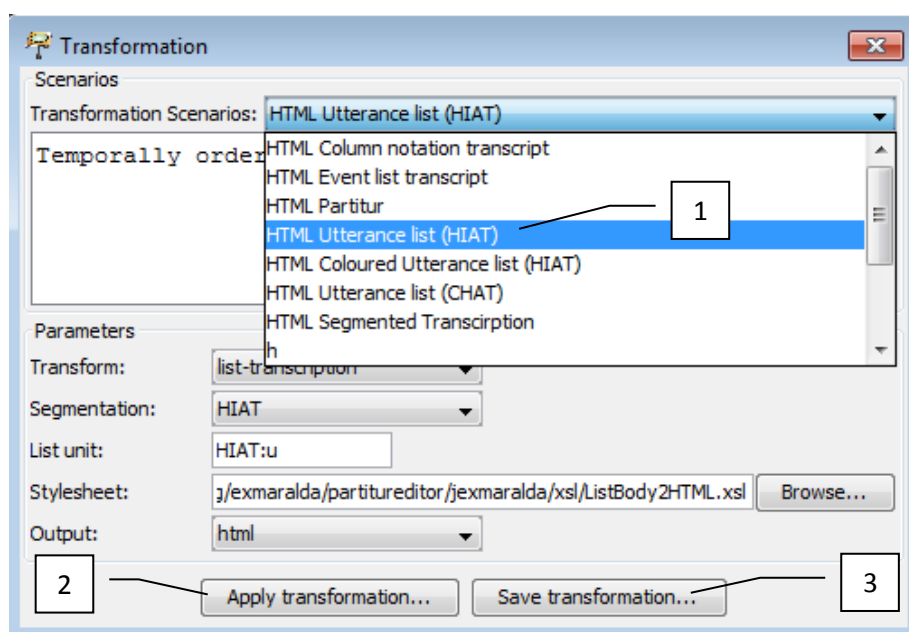 Transformation
Scenarios
Transformation Scenarios: HTML Utterance list (HIAT)
Temporally order
HTML Column notation transcript
HTML Event list transcript
HTML Partitur
1
HTML Utterance list (HIAT)
HTML Coloured Utterance list (HIAT)
HTML Utterance list (CHAT)
HTML Segmented Transcirption
h
Parameters
Transform: list-transcription
Segmentation: HIAT
List unit: HIAT:u
Stylesheet: g/exmaralda/partitureditor/jexmaralda/xsl/ListBody2HTML.xsl Browse...
Output: html
2 Apply transformation... Save transformation... 3